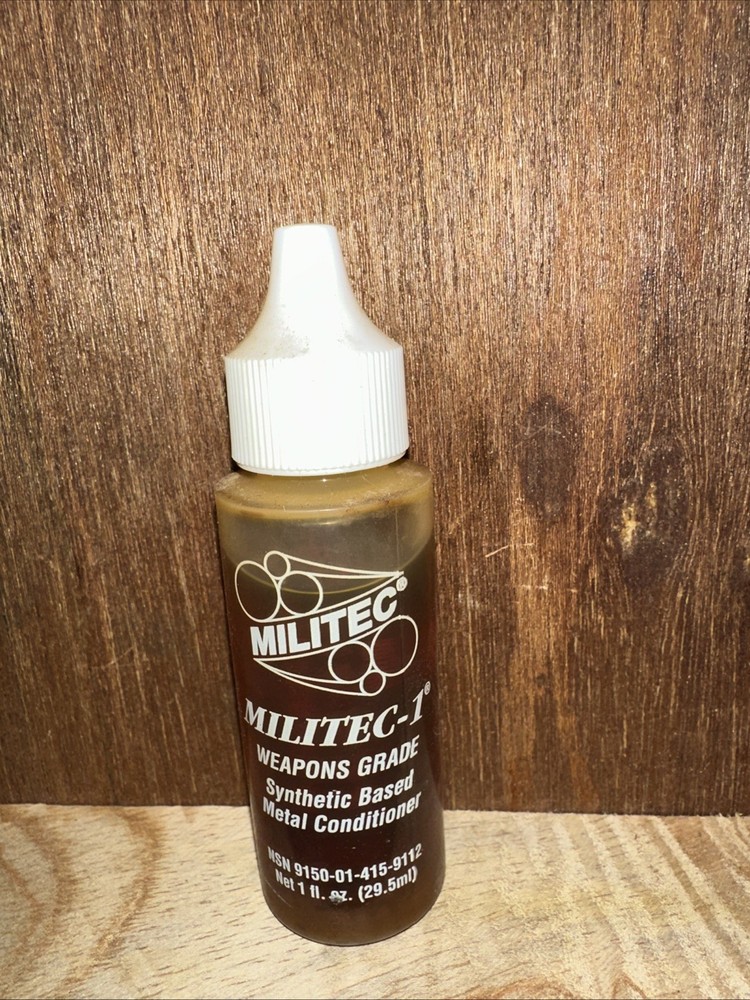 MILITEC®
MILITEC-1®
WEAPONS GRADE
Synthetic Based
Metal Conditioner
NSN 9150-01-415-9112
Net 1 fl. oz. (29.5ml)